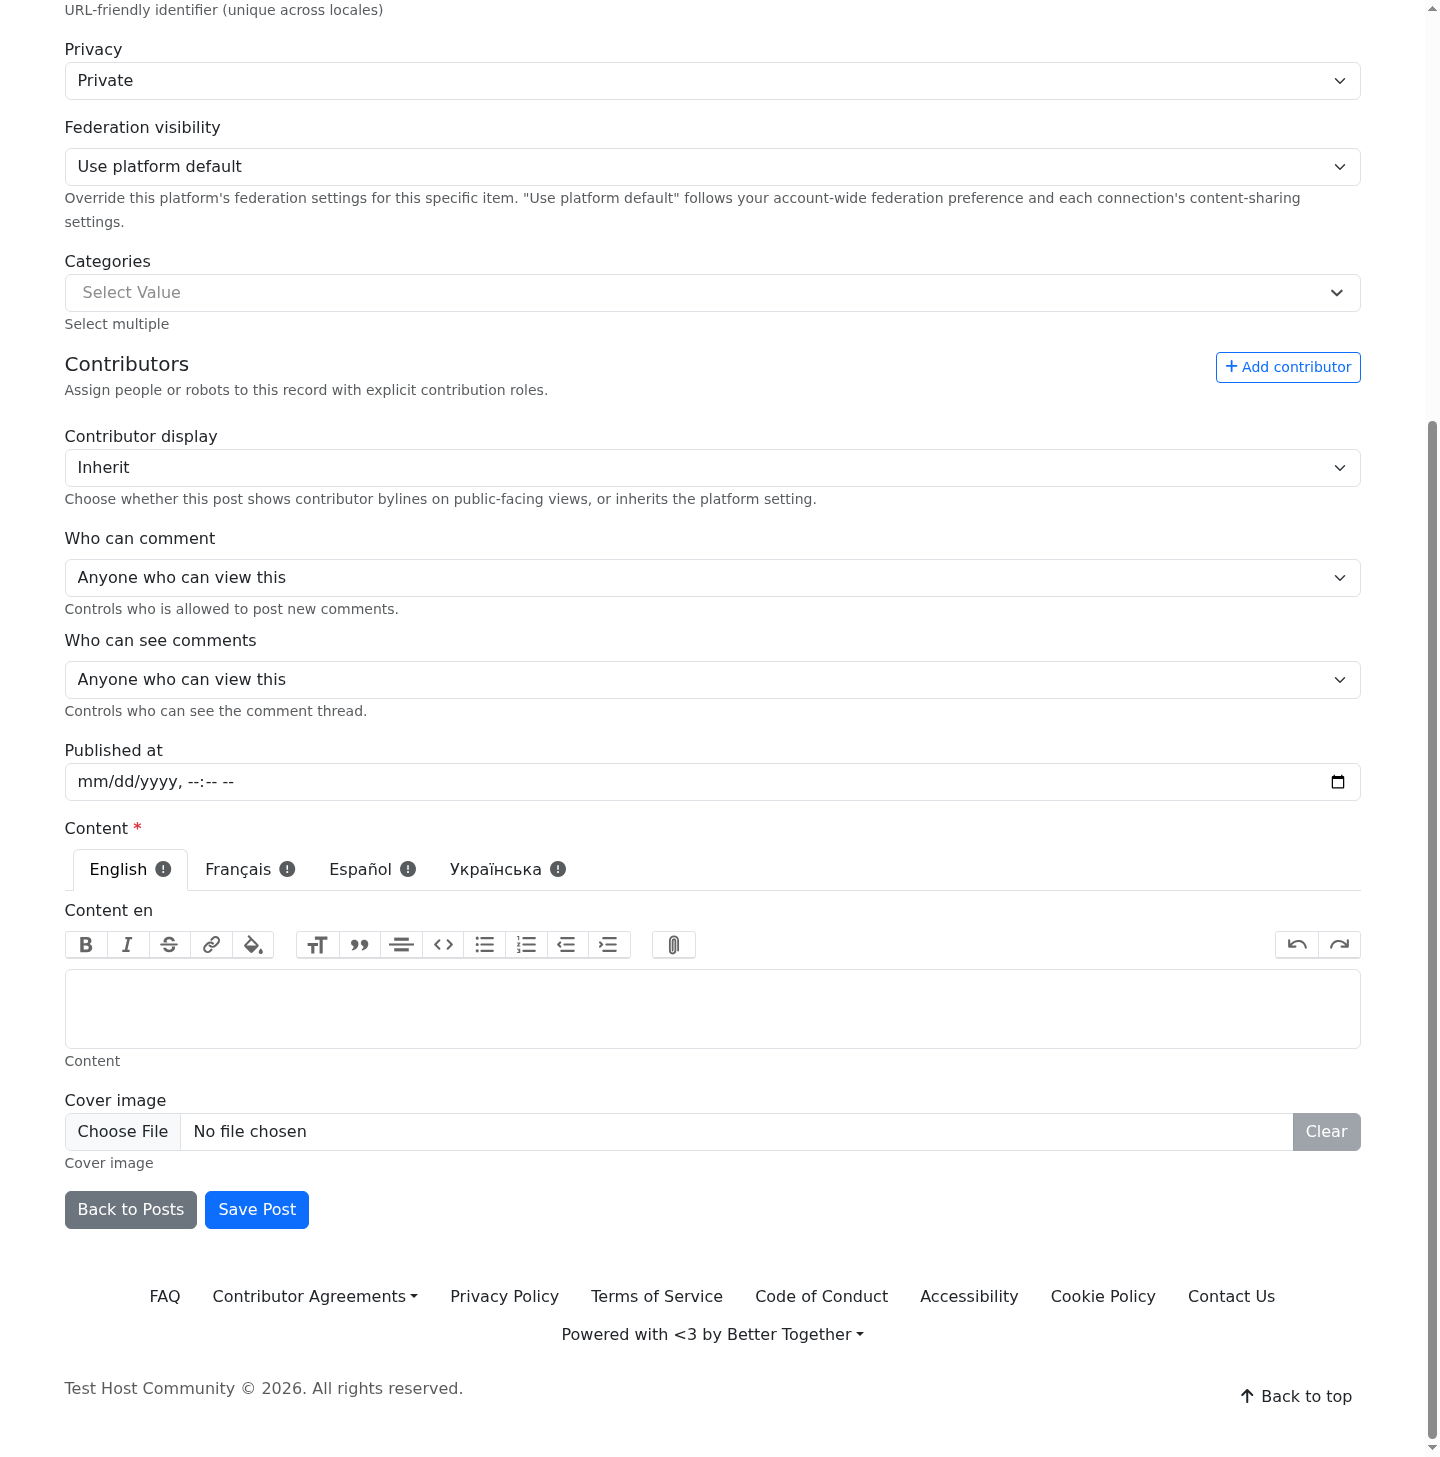 URL-friendly identifier (unique across locales)
Privacy
Private
Federation visibility
Use platform default
Override this platform's federation settings for this specific item. "Use platform default" follows your account-wide federation preference and each connection's content-sharing
settings.
Categories
Select Value
Select multiple
Contributors
Add contributor
Assign people or robots to this record with explicit contribution roles.
Contributor display
Inherit
Choose whether this post shows contributor bylines on public-facing views, or inherits the platform setting.
Who can comment
Anyone who can view this
Controls who is allowed to post new comments.
Who can see comments
Anyone who can view this
Controls who can see the comment thread.
Published at
mm/dd/yyyy, --:-- --
Content *
English Français Español Українська
Content en
Content
Cover image
Choose File No file chosen Clear
Cover image
Back to Posts Save Post
FAQ Contributor Agreements Privacy Policy Terms of Service Code of Conduct Accessibility Cookie Policy Contact Us
Powered with <3 by Better Together
Test Host Community © 2026. All rights reserved.
Back to top